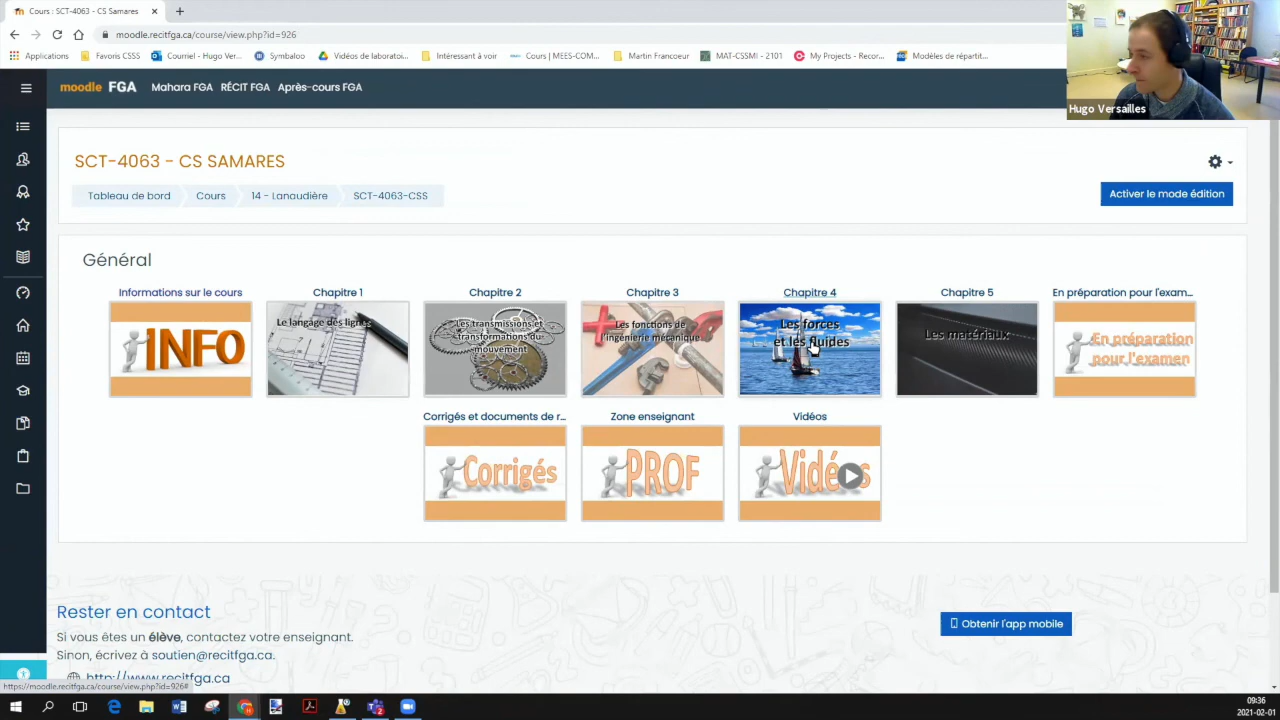 Cours : SCT-4063 - CS Samares
moodle.recitfga.ca/course/view.php?id=926
Applications Favoris CSSS Courriel - Hugo Ver... Symbaloo Vidéos de laboratoi... Intéressant à voir Cours | MEES-COM... Martin Francoeur MAT-CSSMI - 2101 My Projects - Recor... Modèles de répartit...
Hugo Versailles
moodle FGA Mahara FGA RÉCIT FGA Après-cours FGA
SCT-4063 - CS SAMARES
Tableau de bord Cours 14 - Lanaudière SCT-4063-CSS
Activer le mode édition
Général
Informations sur le cours Chapitre 1 Chapitre 2 Chapitre 3 Chapitre 4 Chapitre 5 En préparation pour l'exam...
INFO
Le langage des lignes
Les transmissions et
transformations du
mouvement
Les fonctions de
l'ingénierie mécanique
Les forces
et les fluides
Les matériaux
En préparation
pour l'examen
Corrigés et documents de r... Zone enseignant Vidéos
Corrigés
PROF
Vidéos
Rester en contact
Si vous êtes un élève, contactez votre enseignant.
Sinon, écrivez à soutien@recitfga.ca.
http://www.recitfga.ca
Obtenir l'app mobile
https://moodle.recitfga.ca/course/view.php?id=926#
09:36
2021-02-01